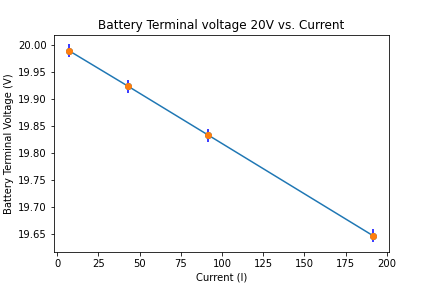 Battery Terminal voltage 20V vs. Current
20.00
19.95
19.90
19.85
19.80
19.75
19.70
19.65
Battery Terminal Voltage (V)
0 25 50 75 100 125 150 175 200
Current (I)